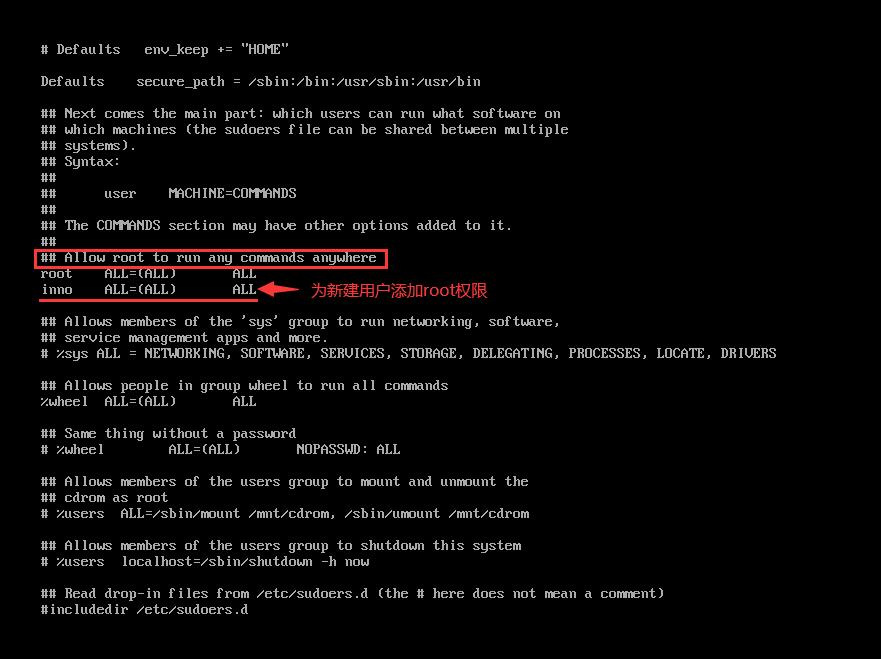 # Defaults   env_keep += "HOME"
Defaults    secure_path = /sbin:/bin:/usr/sbin:/usr/bin
## Next comes the main part: which users can run what software on
## which machines (the sudoers file can be shared between multiple
## systems).
## Syntax:
##
##      user    MACHINE=COMMANDS
##
## The COMMANDS section may have other options added to it.
##
## Allow root to run any commands anywhere
root    ALL=(ALL)       ALL
inno    ALL=(ALL)       ALL 为新建用户添加root权限
## Allows members of the 'sys' group to run networking, software,
## service management apps and more.
# %sys ALL = NETWORKING, SOFTWARE, SERVICES, STORAGE, DELEGATING, PROCESSES, LOCATE, DRIVERS
## Allows people in group wheel to run all commands
%wheel  ALL=(ALL)       ALL
## Same thing without a password
# %wheel        ALL=(ALL)       NOPASSWD: ALL
## Allows members of the users group to mount and unmount the
## cdrom as root
# %users  ALL=/sbin/mount /mnt/cdrom, /sbin/umount /mnt/cdrom
## Allows members of the users group to shutdown this system
# %users  localhost=/sbin/shutdown -h now
## Read drop-in files from /etc/sudoers.d (the # here does not mean a comment)
#includedir /etc/sudoers.d